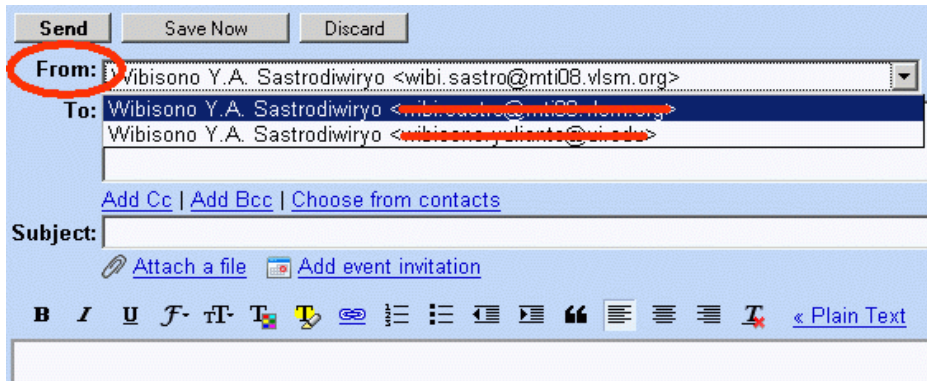 Send Save Now Discard
From: Wibisono Y.A. Sastrodiwiryo <wibi.sastro@mti08.vlsm.org>
To: Wibisono Y.A. Sastrodiwiryo
Wibisono Y.A. Sastrodiwiryo
Add Cc | Add Bcc | Choose from contacts
Subject:
Attach a file Add event invitation
B I U F T T T « Plain Text